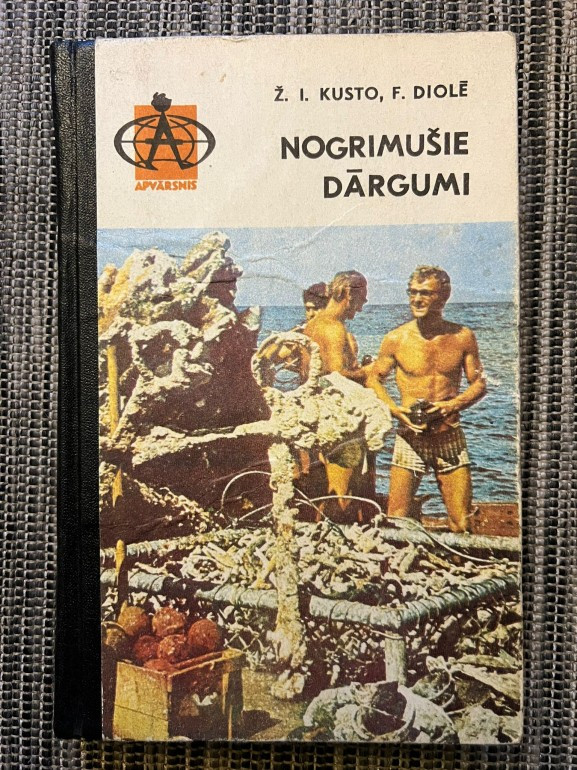 Ž. I. KUSTO, F. DIOLĒ
NOGRIMUŠIE
DĀRGUMI
A
APVĀRSNIS